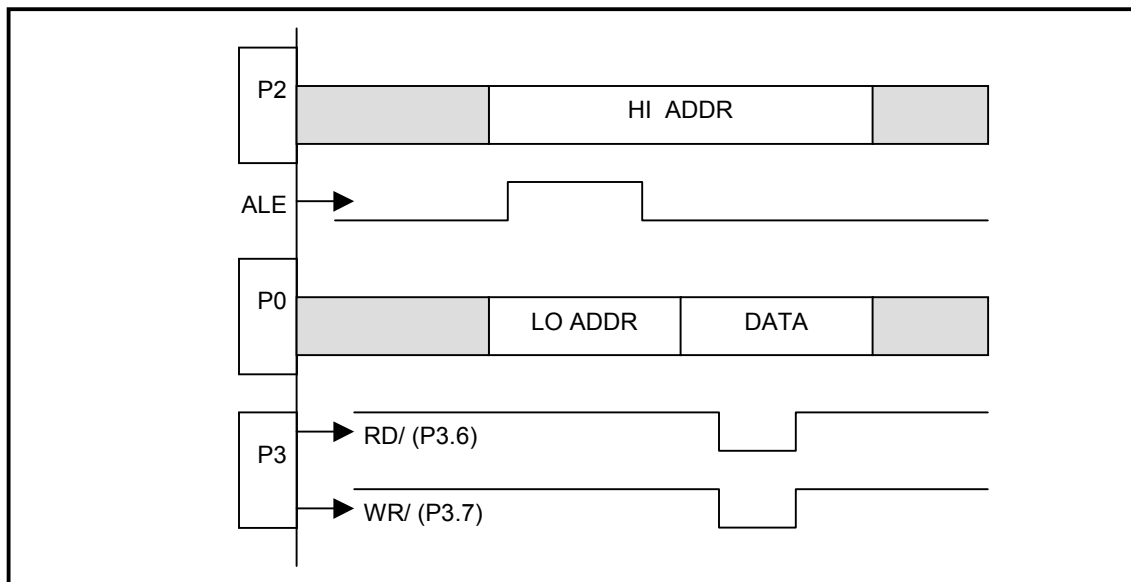 P2
HI ADDR
ALE
P0
LO ADDR DATA
RD/ (P3.6)
P3
WR/ (P3.7)